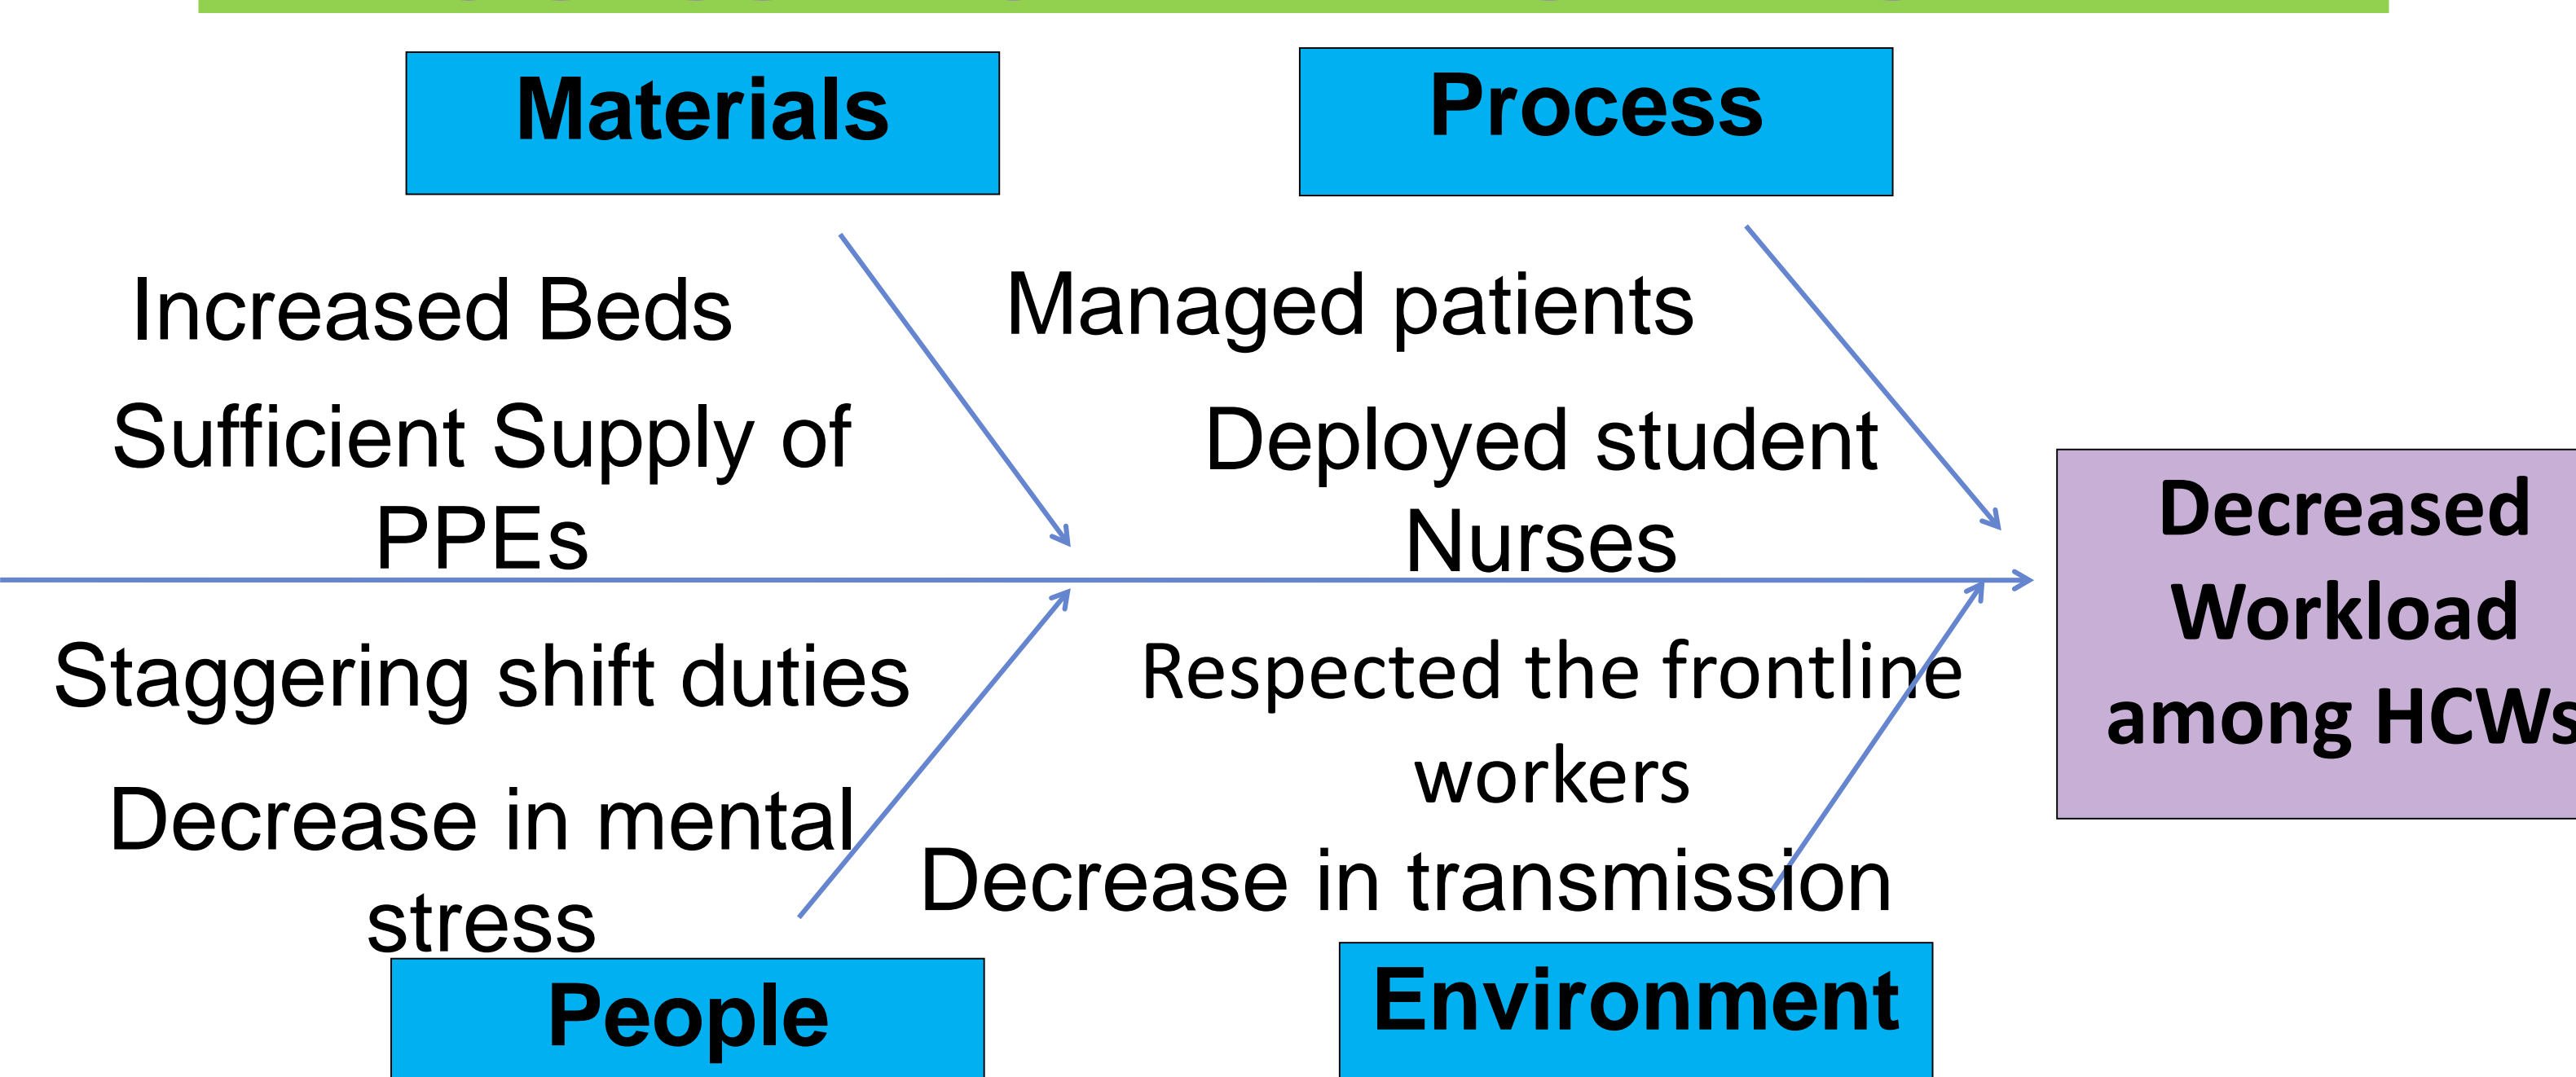 Materials
Process
Increased Beds
Managed patients
Sufficient Supply of
PPEs
Deployed student
Nurses
Decreased
Workload
among HCWs
Staggering shift duties
Respected the frontline
workers
Decrease in mental
stress
Decrease in transmission
People
Environment